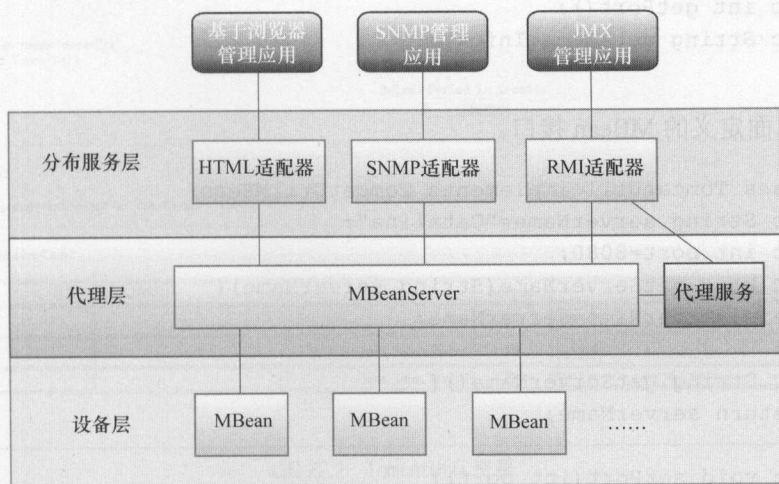 基于浏览器
管理应用
SNMP管理
应用
JMX
管理应用
分布服务层
HTML适配器
SNMP适配器
RMI适配器
代理层
MBeanServer
代理服务
设备层
MBean
MBean
MBean
……